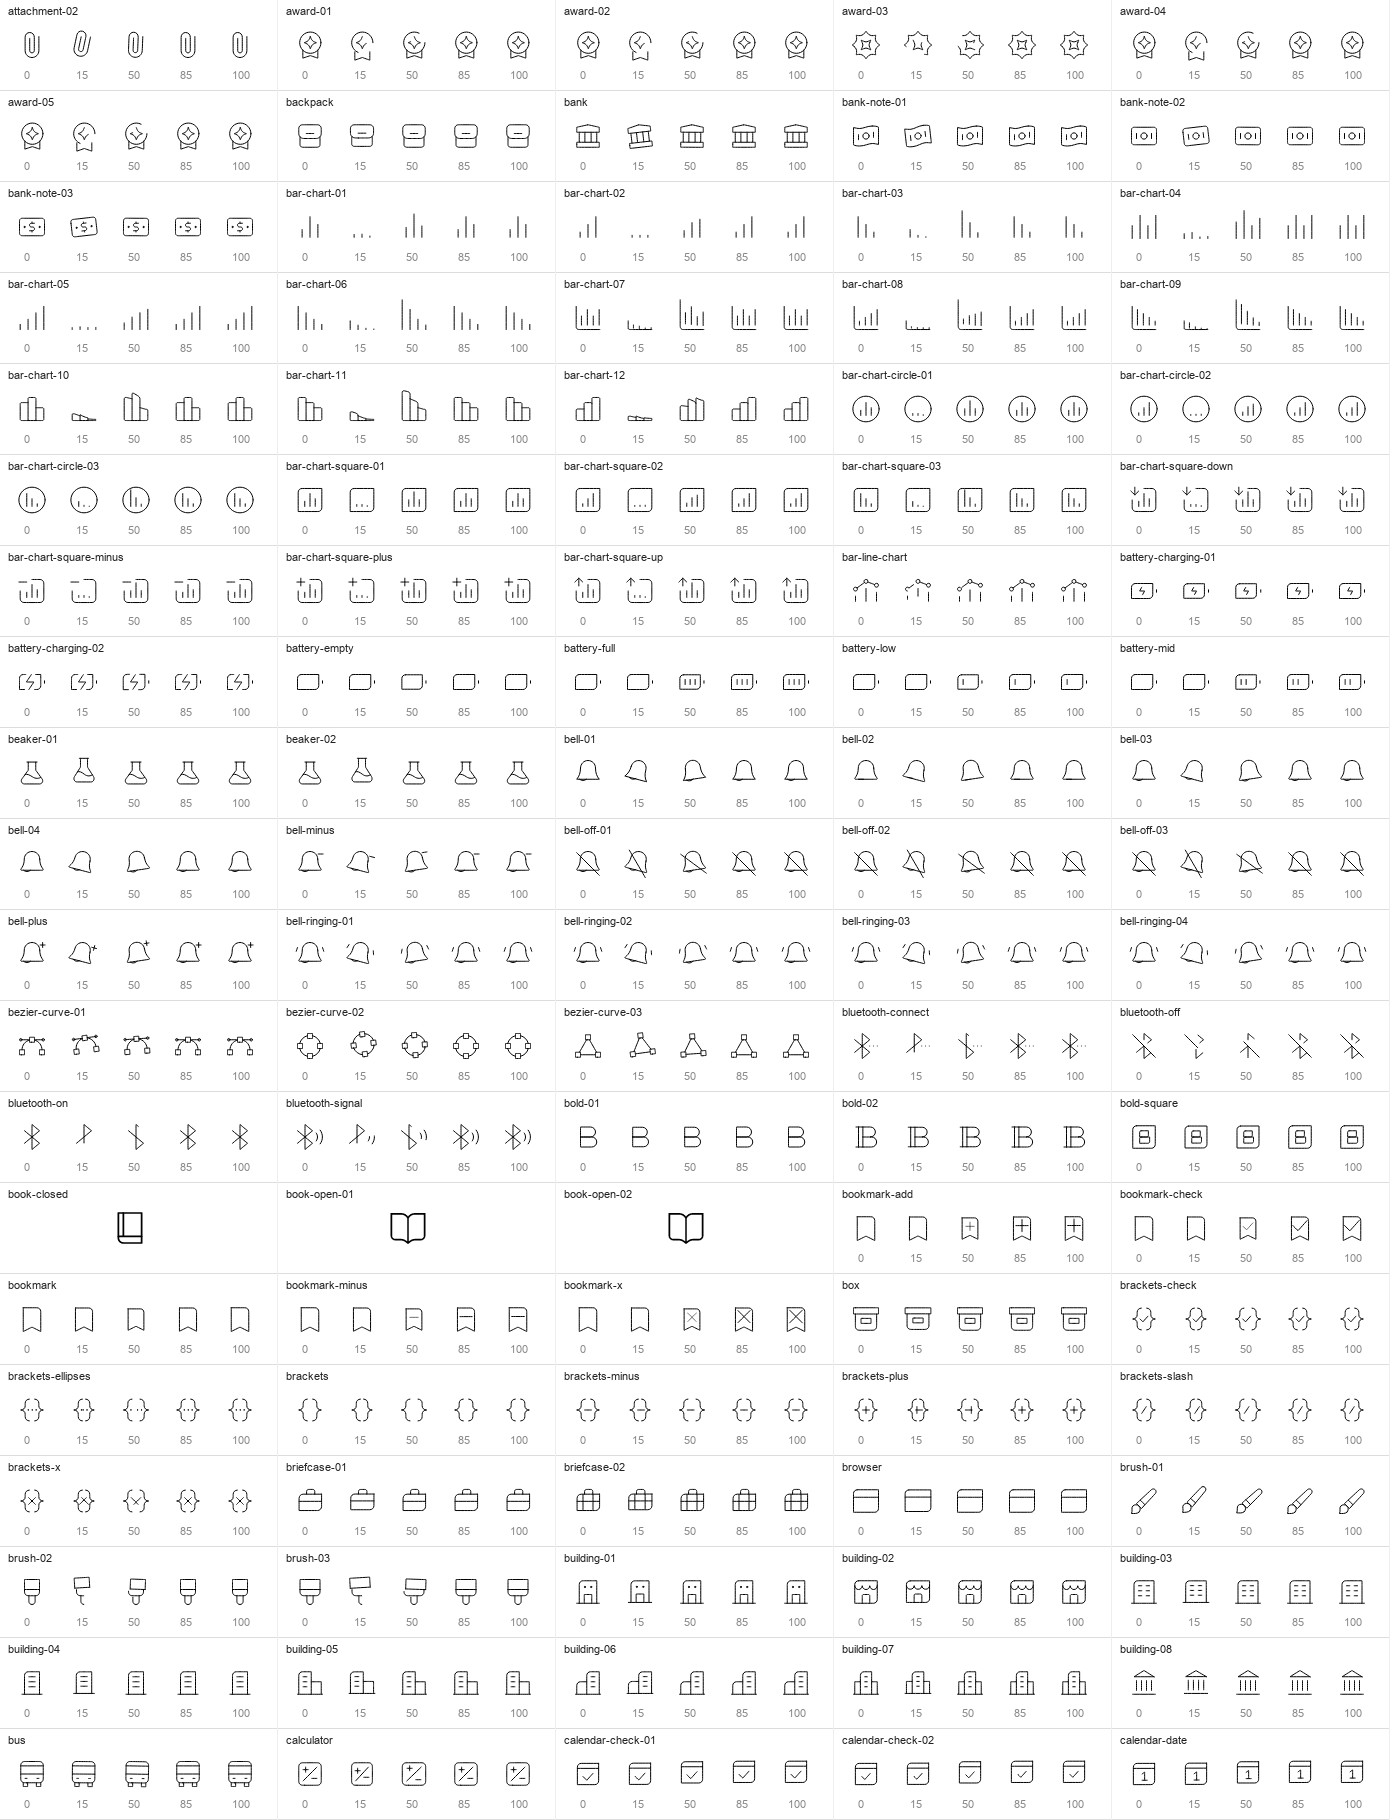 attachment-02 award-01 award-02 award-03 award-04
0 15 50 85 100 0 15 50 85 100 0 15 50 85 100 0 15 50 85 100 0 15 50 85 100
award-05 backpack bank bank-note-01 bank-note-02
0 15 50 85 100 0 15 50 85 100 0 15 50 85 100 0 15 50 85 100 0 15 50 85 100
bank-note-03 bar-chart-01 bar-chart-02 bar-chart-03 bar-chart-04
0 15 50 85 100 0 15 50 85 100 0 15 50 85 100 0 15 50 85 100 0 15 50 85 100
bar-chart-05 bar-chart-06 bar-chart-07 bar-chart-08 bar-chart-09
0 15 50 85 100 0 15 50 85 100 0 15 50 85 100 0 15 50 85 100 0 15 50 85 100
bar-chart-10 bar-chart-11 bar-chart-12 bar-chart-circle-01 bar-chart-circle-02
0 15 50 85 100 0 15 50 85 100 0 15 50 85 100 0 15 50 85 100 0 15 50 85 100
bar-chart-circle-03 bar-chart-square-01 bar-chart-square-02 bar-chart-square-03 bar-chart-square-down
0 15 50 85 100 0 15 50 85 100 0 15 50 85 100 0 15 50 85 100 0 15 50 85 100
bar-chart-square-minus bar-chart-square-plus bar-chart-square-up bar-line-chart battery-charging-01
0 15 50 85 100 0 15 50 85 100 0 15 50 85 100 0 15 50 85 100 0 15 50 85 100
battery-charging-02 battery-empty battery-full battery-low battery-mid
0 15 50 85 100 0 15 50 85 100 0 15 50 85 100 0 15 50 85 100 0 15 50 85 100
beaker-01 beaker-02 bell-01 bell-02 bell-03
0 15 50 85 100 0 15 50 85 100 0 15 50 85 100 0 15 50 85 100 0 15 50 85 100
bell-04 bell-minus bell-off-01 bell-off-02 bell-off-03
0 15 50 85 100 0 15 50 85 100 0 15 50 85 100 0 15 50 85 100 0 15 50 85 100
bell-plus bell-ringing-01 bell-ringing-02 bell-ringing-03 bell-ringing-04
0 15 50 85 100 0 15 50 85 100 0 15 50 85 100 0 15 50 85 100 0 15 50 85 100
bezier-curve-01 bezier-curve-02 bezier-curve-03 bluetooth-connect bluetooth-off
0 15 50 85 100 0 15 50 85 100 0 15 50 85 100 0 15 50 85 100 0 15 50 85 100
bluetooth-on bluetooth-signal bold-01 bold-02 bold-square
0 15 50 85 100 0 15 50 85 100 0 15 50 85 100 0 15 50 85 100 0 15 50 85 100
book-closed book-open-01 book-open-02 bookmark-add bookmark-check
0 15 50 85 100 0 15 50 85 100
bookmark bookmark-minus bookmark-x box brackets-check
0 15 50 85 100 0 15 50 85 100 0 15 50 85 100 0 15 50 85 100 0 15 50 85 100
brackets-ellipses brackets brackets-minus brackets-plus brackets-slash
0 15 50 85 100 0 15 50 85 100 0 15 50 85 100 0 15 50 85 100 0 15 50 85 100
brackets-x briefcase-01 briefcase-02 browser brush-01
0 15 50 85 100 0 15 50 85 100 0 15 50 85 100 0 15 50 85 100 0 15 50 85 100
brush-02 brush-03 building-01 building-02 building-03
0 15 50 85 100 0 15 50 85 100 0 15 50 85 100 0 15 50 85 100 0 15 50 85 100
building-04 building-05 building-06 building-07 building-08
0 15 50 85 100 0 15 50 85 100 0 15 50 85 100 0 15 50 85 100 0 15 50 85 100
bus calculator calendar-check-01 calendar-check-02 calendar-date
1 1 1 1 1
0 15 50 85 100 0 15 50 85 100 0 15 50 85 100 0 15 50 85 100 0 15 50 85 100